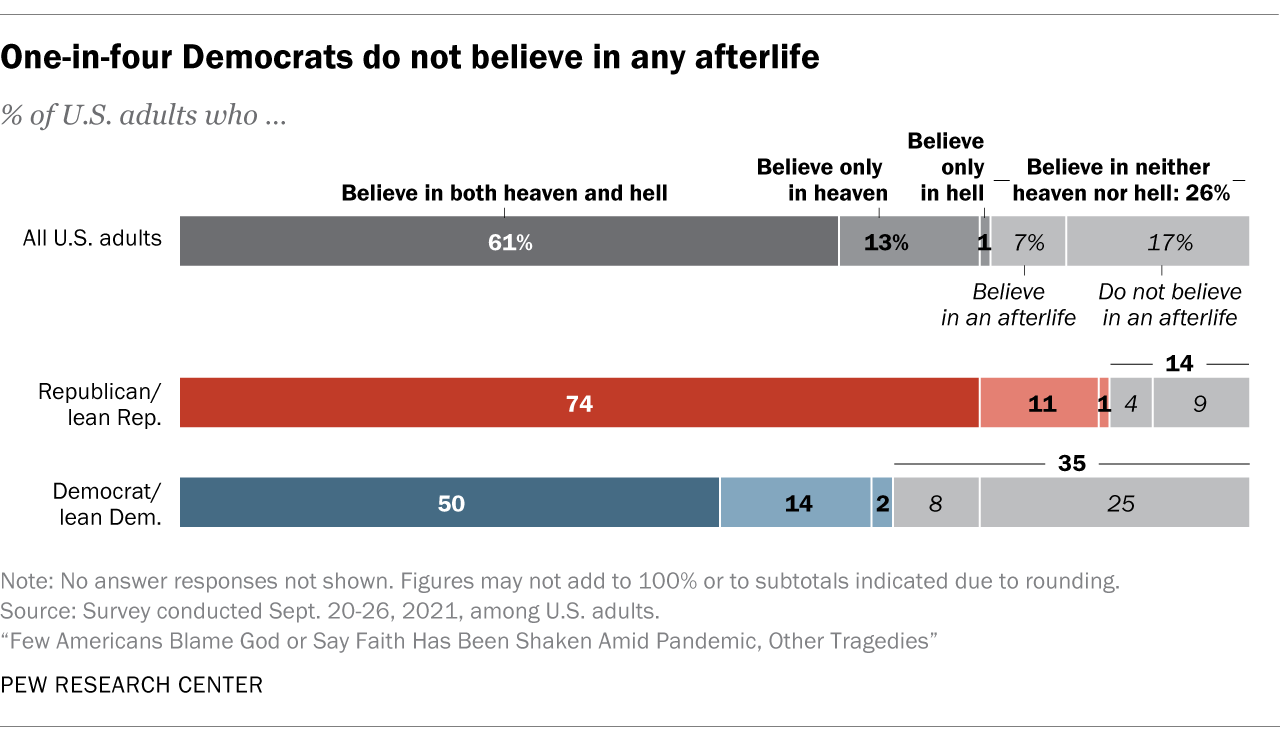 One-in-four Democrats do not believe in any afterlife
% of U.S. adults who ...
Believe in both heaven and hell
Believe only
in heaven
Believe
only
in hell
Believe in neither
heaven nor hell: 26%
All U.S. adults
61%
13%
1
7%
17%
Believe
in an afterlife
Do not believe
in an afterlife
14
Republican/
lean Rep.
74
11
1
4
9
35
Democrat/
lean Dem.
50
14
2
8
25
Note: No answer responses not shown. Figures may not add to 100% or to subtotals indicated due to rounding.
Source: Survey conducted Sept. 20-26, 2021, among U.S. adults.
“Few Americans Blame God or Say Faith Has Been Shaken Amid Pandemic, Other Tragedies”
PEW RESEARCH CENTER